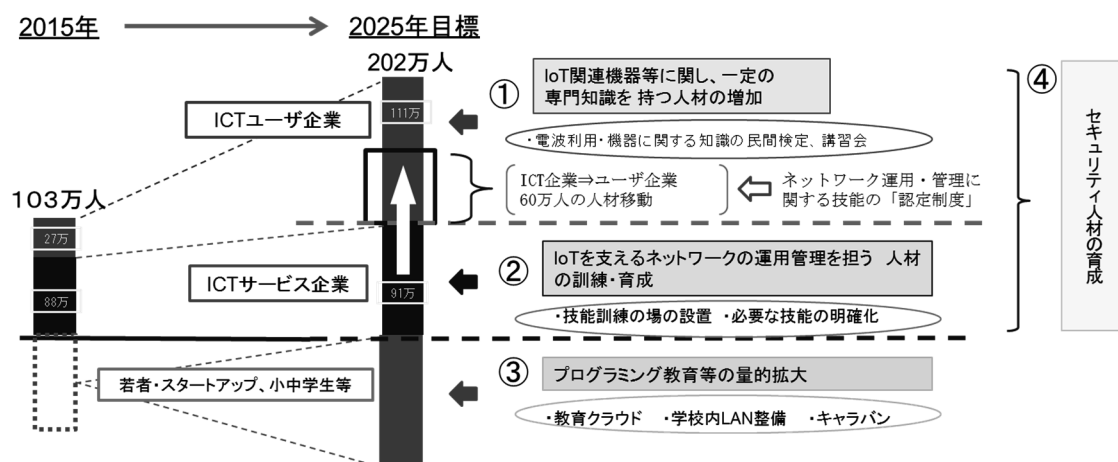 2015年
2025年目標
202万人
111万
ICTユーザ企業
103万人
27万
88万
ICTサービス企業
91万
若者・スタートアップ、小中学生等
①
IoT関連機器等に関し、一定の
専門知識を 持つ人材の増加
・電波利用・機器に関する知識の民間検定、講習会
ICT企業⇒ユーザ企業
60万人の人材移動
ネットワーク運用・管理に
関する技能の「認定制度」
②
IoTを支えるネットワークの運用管理を担う 人材
の訓練・育成
・技能訓練の場の設置 ・必要な技能の明確化
③
プログラミング教育等の量的拡大
・教育クラウド ・学校内LAN整備 ・キャラバン
④
セキュリティ人材の育成